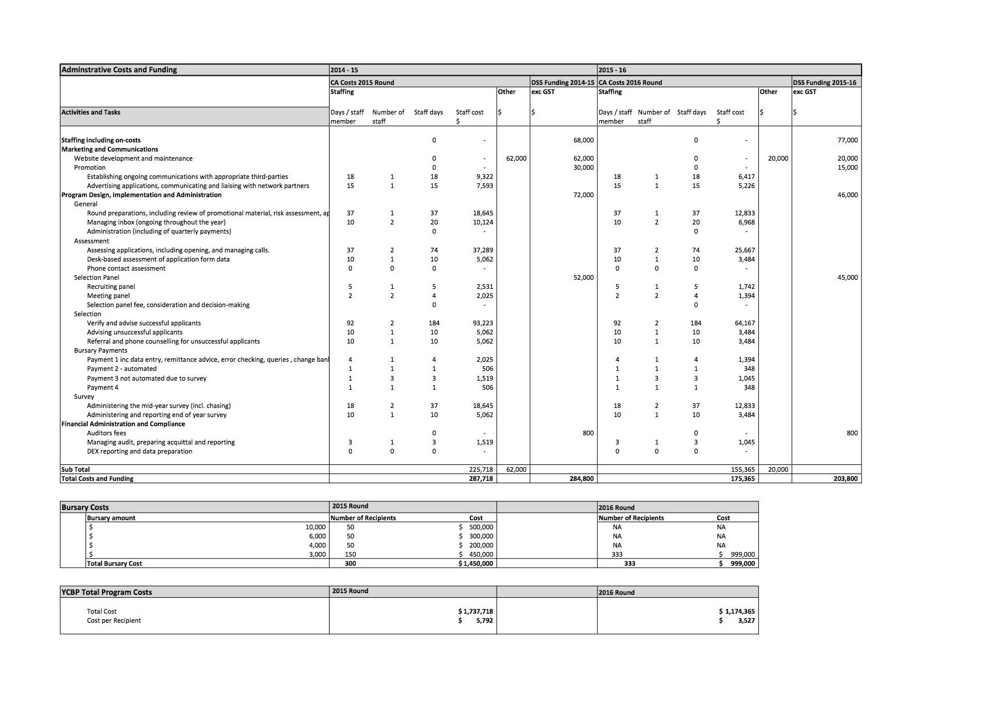 Adminstrative Costs and Funding 2014 - 15 2015 - 16
CA Costs 2015 Round DSS Funding 2014-15 CA Costs 2016 Round DSS Funding 2015-16
Staffing Other exc GST Staffing Other exc GST
Activities and Tasks Days / staff Number of Staff days Staff cost $ $ Days / staff Number of Staff days Staff cost $ $
member staff $ member staff $
Staffing including on-costs 0 - 68,000 0 - 77,000
Marketing and Communications
Website development and maintenance 0 - 62,000 62,000 0 - 20,000 20,000
Promotion 0 - 30,000 0 - 15,000
Establishing ongoing communications with appropriate third-parties 18 1 18 9,322 18 1 18 6,417
Advertising applications, communicating and liaising with network partners 15 1 15 7,593 15 1 15 5,226
Program Design, Implementation and Administration 72,000 46,000
General
Round preparations, including review of promotional material, risk assessment, ap 37 1 37 18,645 37 1 37 12,833
Managing inbox (ongoing throughout the year) 10 2 20 10,124 10 2 20 6,968
Administration (including of quarterly payments) 0 - 0 -
Assessment
Assessing applications, including opening, and managing calls. 37 2 74 37,289 37 2 74 25,667
Desk-based assessment of application form data 10 1 10 5,062 10 1 10 3,484
Phone contact assessment 0 0 0 - 0 0 0 -
Selection Panel 52,000 45,000
Recruiting panel 5 1 5 2,531 5 1 5 1,742
Meeting panel 2 2 4 2,025 2 2 4 1,394
Selection panel fee, consideration and decision-making 0 - 0 -
Selection
Verify and advise successful applicants 92 2 184 93,223 92 2 184 64,167
Advising unsuccessful applicants 10 1 10 5,062 10 1 10 3,484
Referral and phone counselling for unsuccessful applicants 10 1 10 5,062 10 1 10 3,484
Bursary Payments
Payment 1 inc data entry, remittance advice, error checking, queries , change banl 4 1 4 2,025 4 1 4 1,394
Payment 2 - automated 1 1 1 506 1 1 1 348
Payment 3 not automated due to survey 1 3 3 1,519 1 3 3 1,045
Payment 4 1 1 1 506 1 1 1 348
Survey
Administering the mid-year survey (incl. chasing) 18 2 37 18,645 18 2 37 12,833
Administering and reporting end of year survey 10 1 10 5,062 10 1 10 3,484
Financial Administration and Compliance
Auditors fees 0 - 800 0 - 800
Managing audit, preparing acquittal and reporting 3 1 3 1,519 3 1 3 1,045
DEX reporting and data preparation 0 0 0 - 0 0 0 -
Sub Total 225,718 62,000 155,365 20,000
Total Costs and Funding 287,718 284,800 175,365 203,800
Bursary Costs 2015 Round 2016 Round
Bursary amount Number of Recipients Cost Number of Recipients Cost
$ 10,000 50 $ 500,000 NA NA
$ 6,000 50 $ 300,000 NA NA
$ 4,000 50 $ 200,000 NA NA
$ 3,000 150 $ 450,000 333 $ 999,000
Total Bursary Cost 300 $ 1,450,000 333 $ 999,000
YCBP Total Program Costs 2015 Round 2016 Round
Total Cost $ 1,737,718 $ 1,174,365
Cost per Recipient $ 5,792 $ 3,527